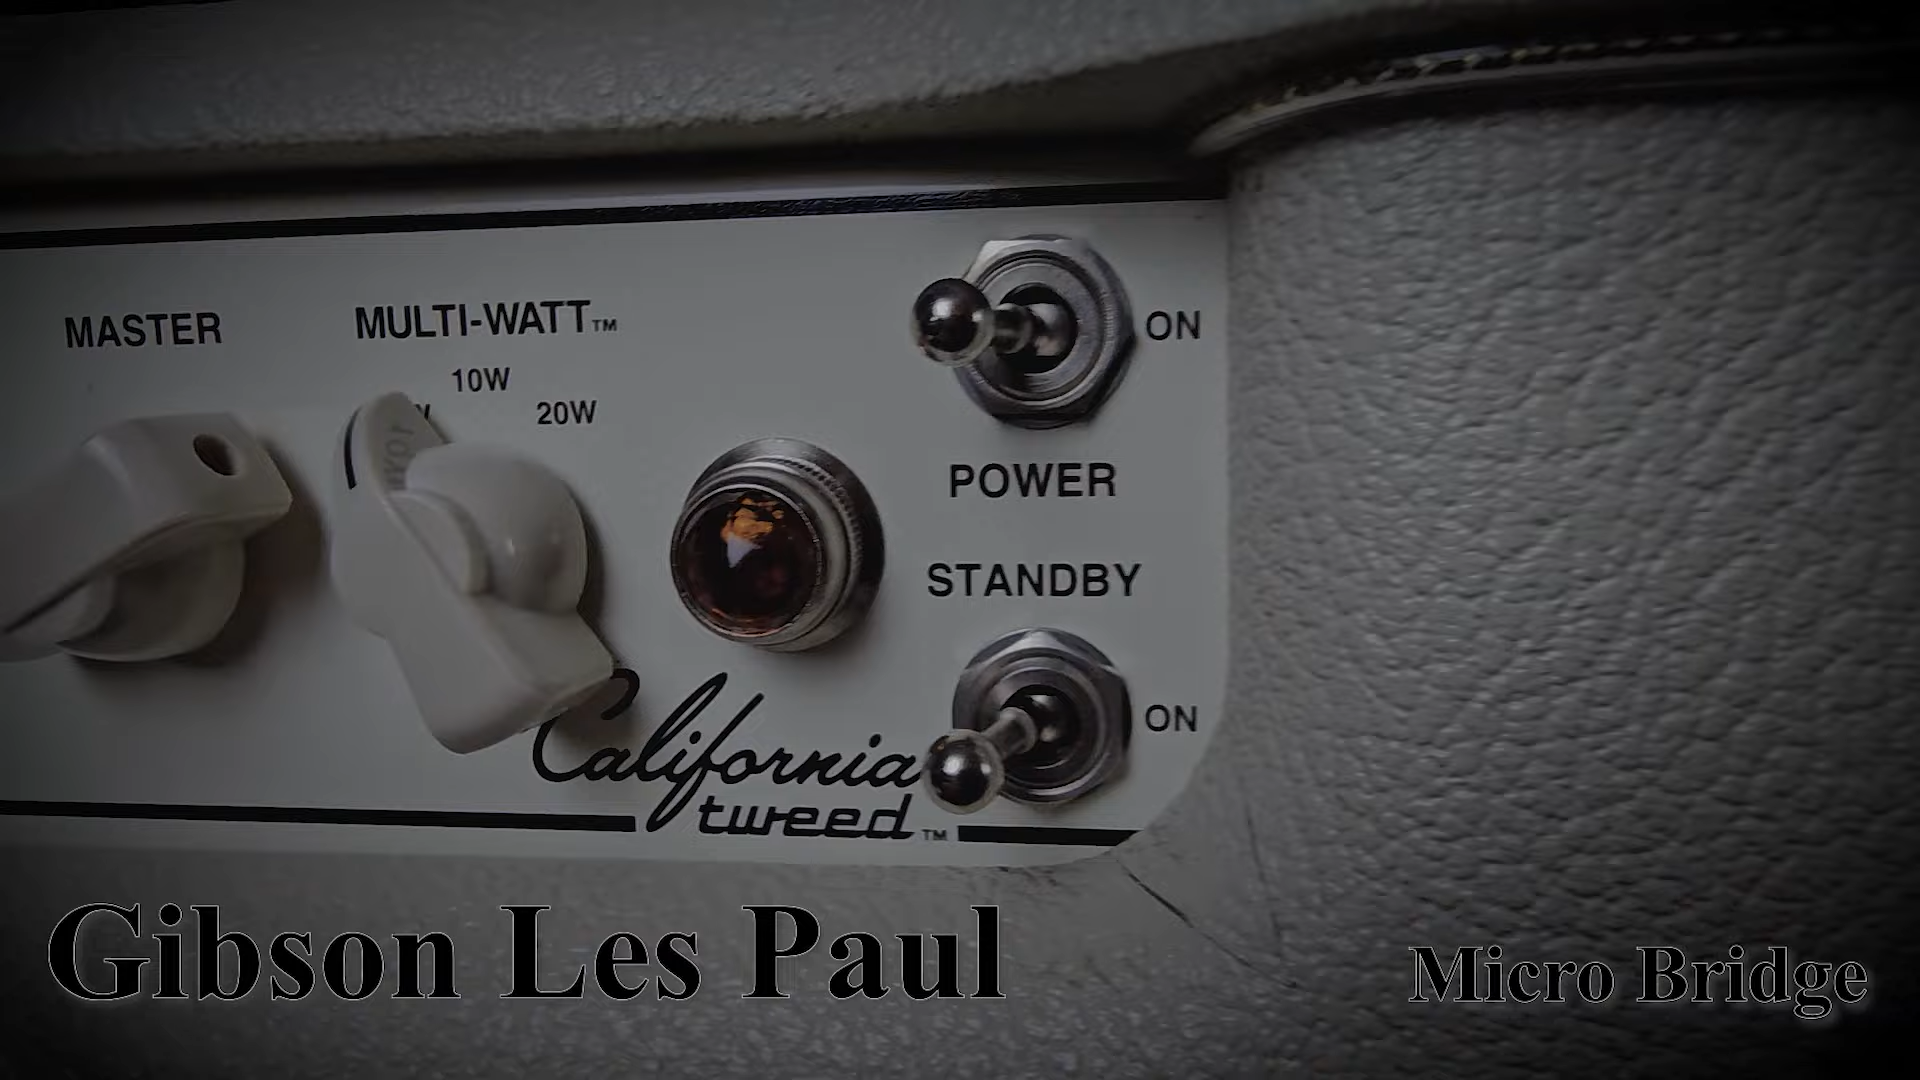 MASTER
MULTI-WATT™
10W
20W
ON
POWER
STANDBY
ON
California
tweed™
Gibson Les Paul
Micro Bridge